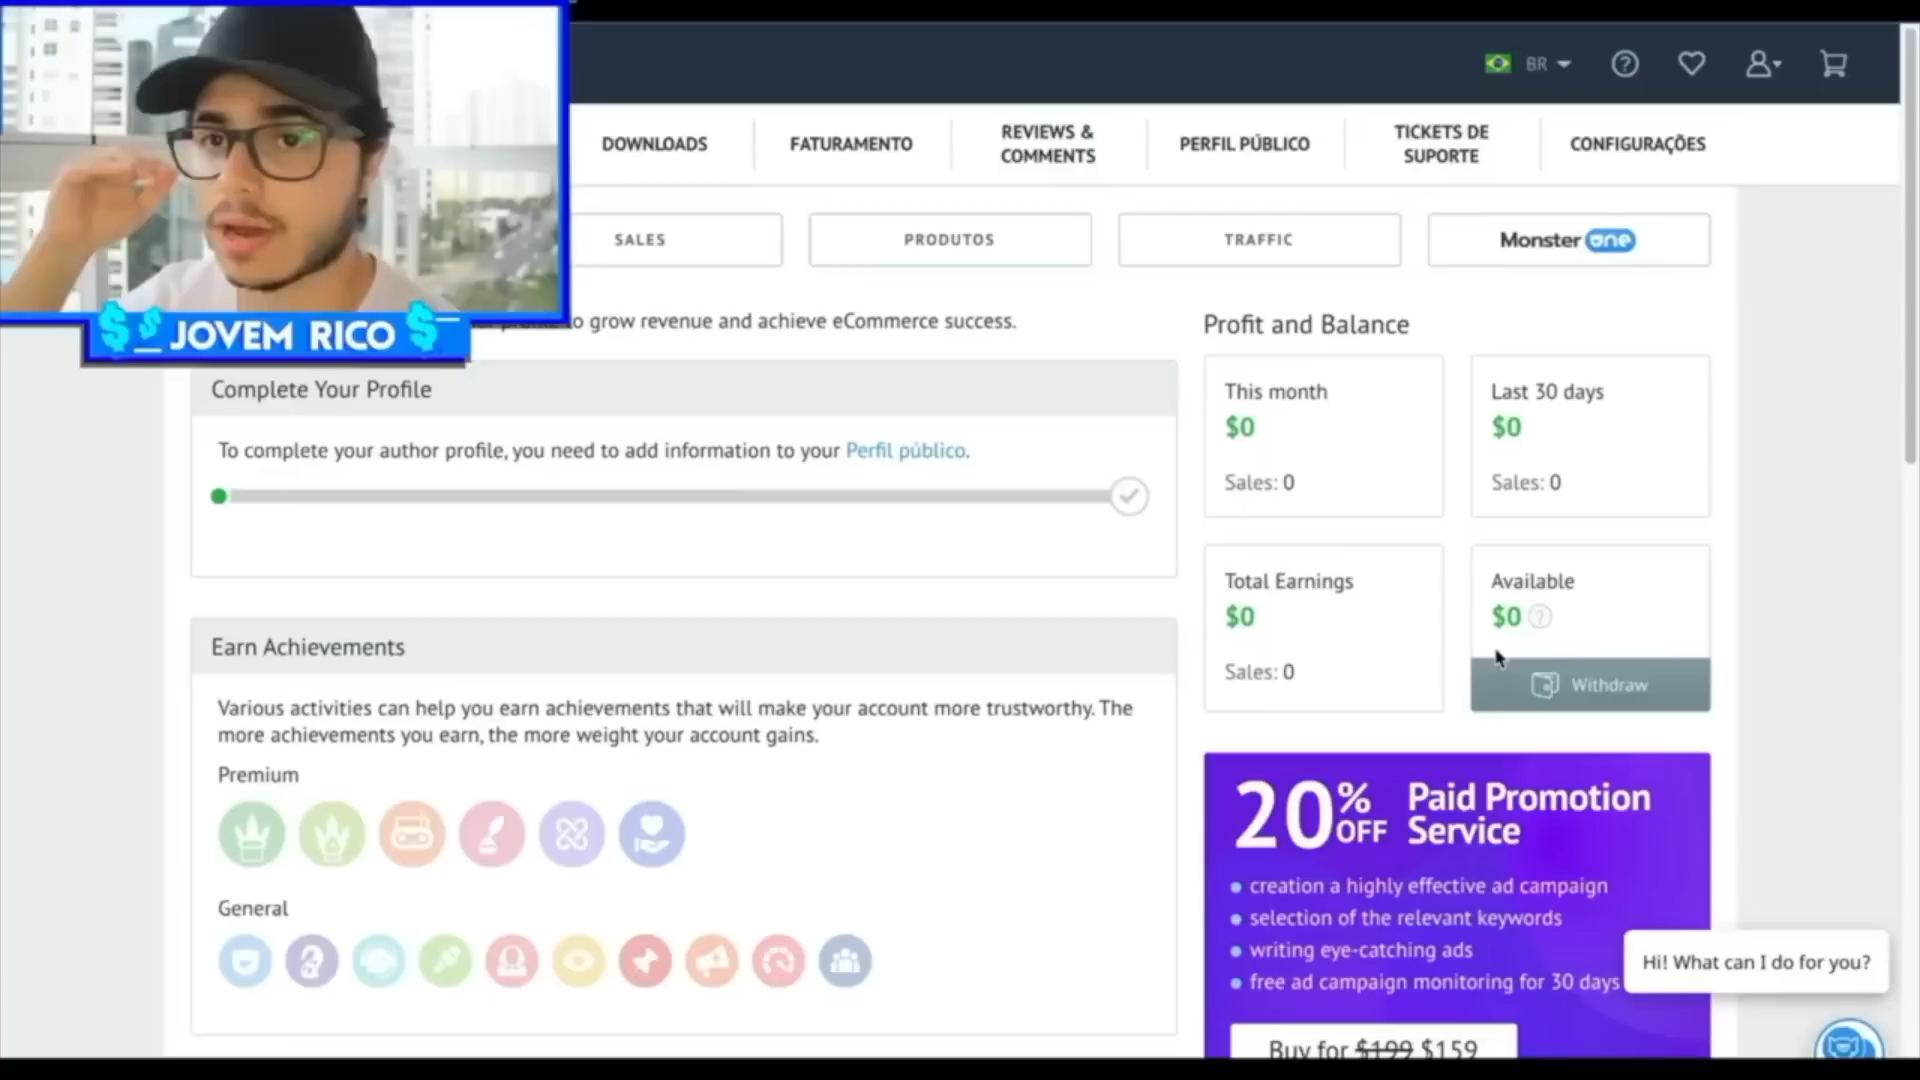 BR
DOWNLOADS
FATURAMENTO
REVIEWS &
COMMENTS
PERFIL PÚBLICO
TICKETS DE
SUPORTE
CONFIGURAÇÕES
SALES
PRODUTOS
TRAFFIC
Monster one
$ $ JOVEM RICO $
to grow revenue and achieve eCommerce success.
Complete Your Profile
To complete your author profile, you need to add information to your Perfil público.
Earn Achievements
Various activities can help you earn achievements that will make your account more trustworthy. The
more achievements you earn, the more weight your account gains.
Premium
General
Profit and Balance
This month
$0
Sales: 0
Last 30 days
$0
Sales: 0
Total Earnings
$0
Sales: 0
Available
$0 ?
Withdraw
20% OFF
Paid Promotion
Service
creation a highly effective ad campaign
selection of the relevant keywords
writing eye-catching ads
free ad campaign monitoring for 30 days
Buy for $199 $159
Hi! What can I do for you?